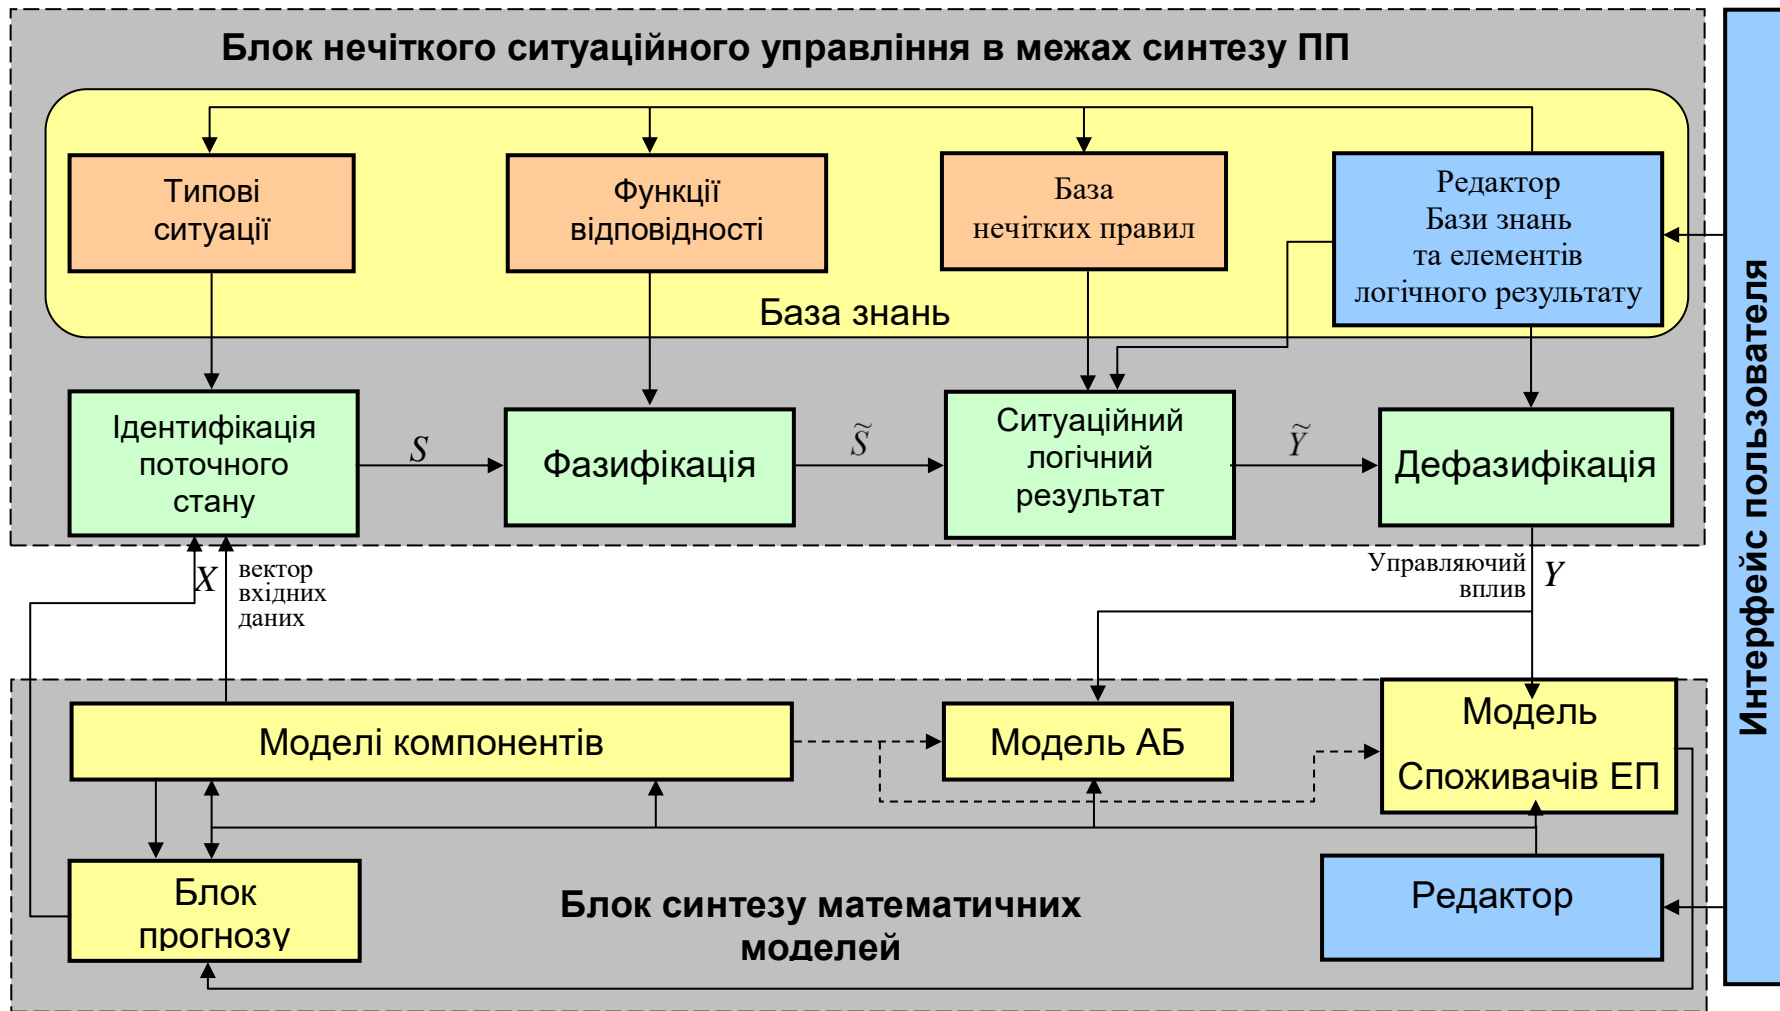 Блок нечіткого ситуаційного управління в межах синтезу ПП
Типові
ситуації
Функції
відповідності
База
нечітких правил
Редактор
Бази знань
та елементів
логічного результату
База знань
Ідентифікація
поточного
стану
S
Фазифікація
S̃
Ситуаційний
логічний
результат
Ỹ
Дефазифікація
X
вектор
вхідних
даних
Управляючий
вплив
Y
Моделі компонентів
Модель АБ
Модель
Споживачів ЕП
Блок
прогнозу
Блок синтезу математичних
моделей
Редактор
Интерфейс пользователя